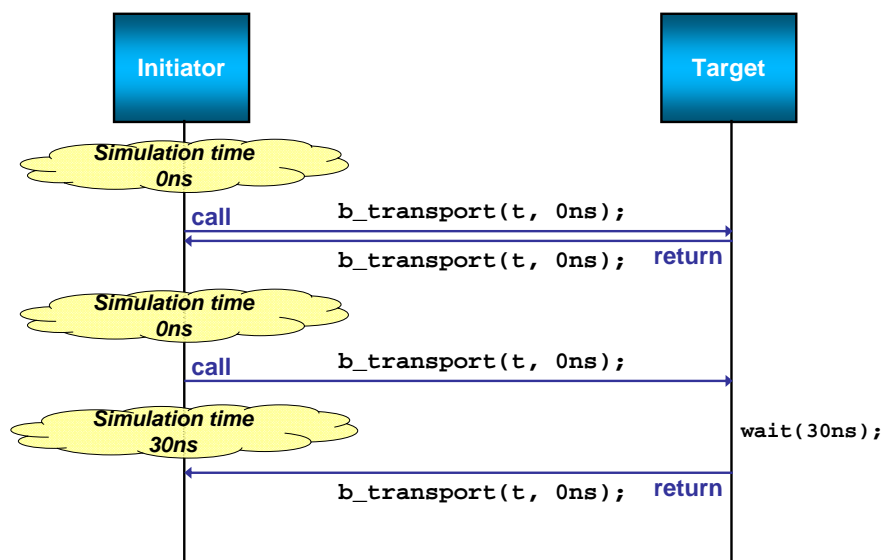 Initiator
Target
Simulation time
0ns
call
b_transport(t, 0ns);
b_transport(t, 0ns);
return
Simulation time
0ns
call
b_transport(t, 0ns);
Simulation time
30ns
wait(30ns);
b_transport(t, 0ns);
return